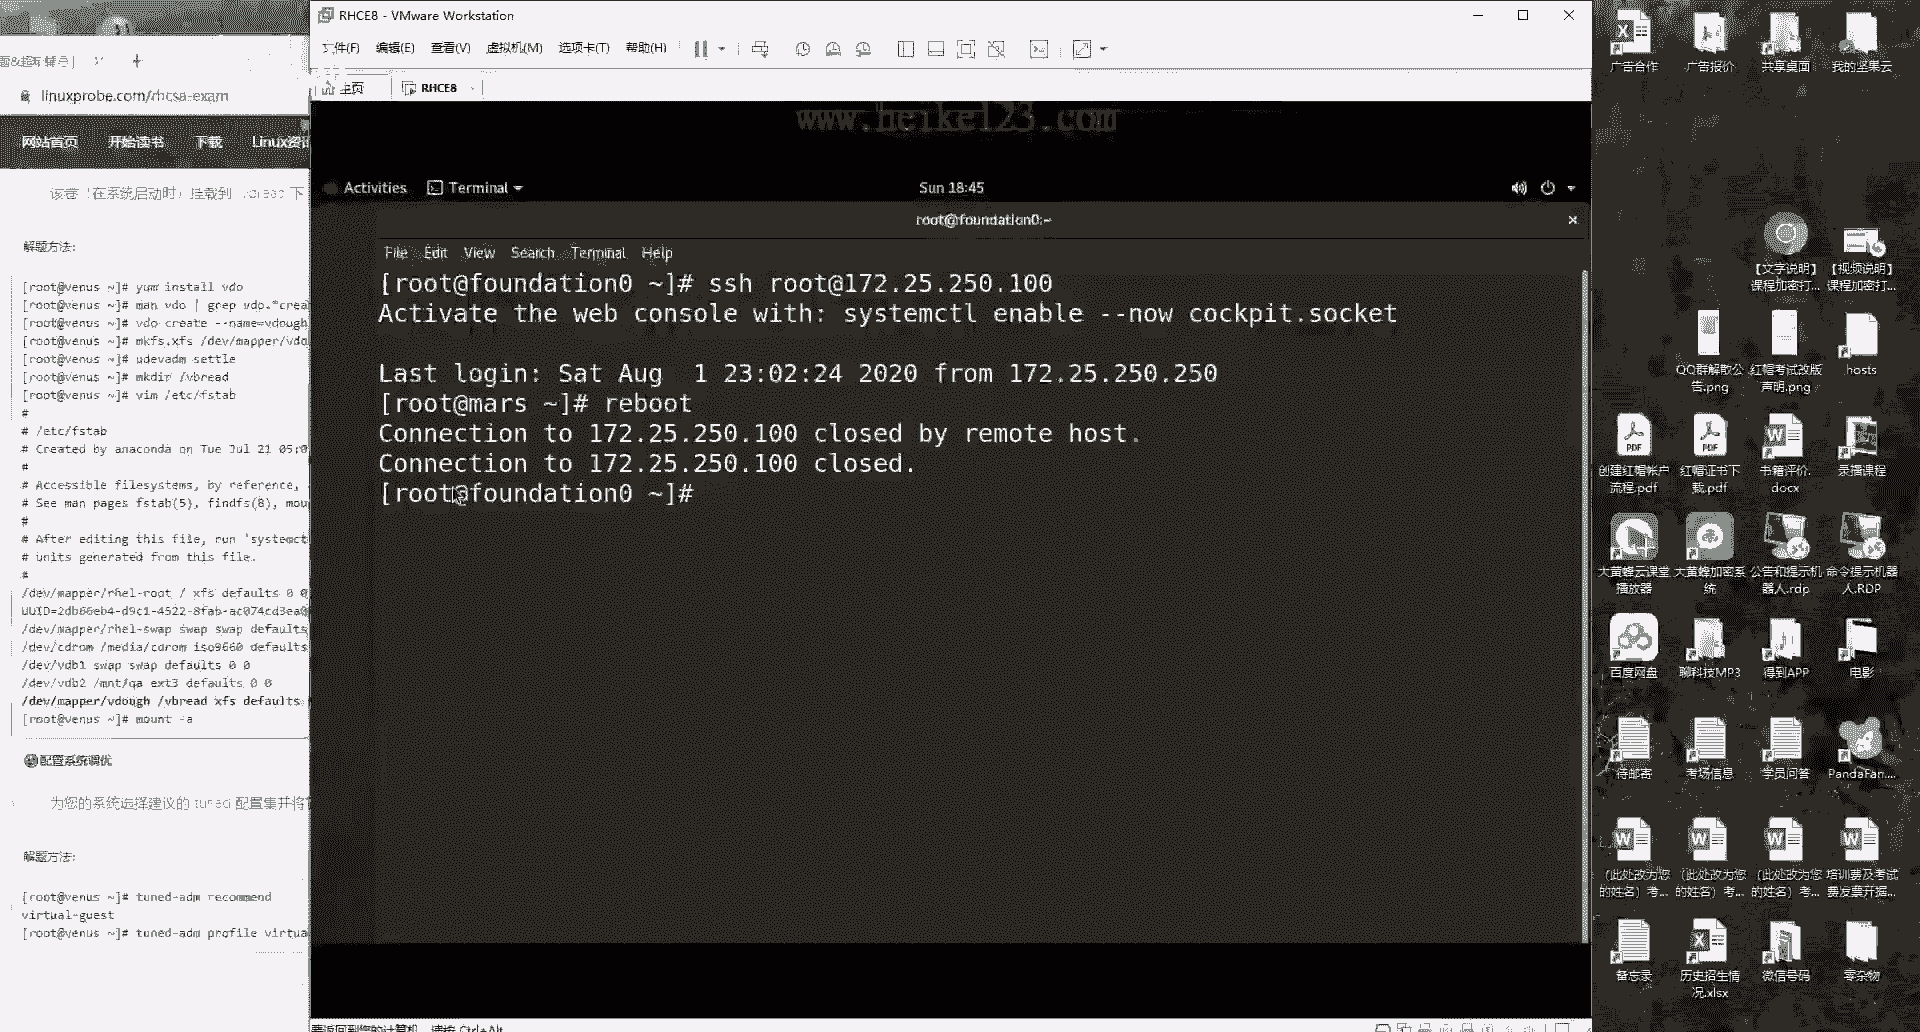 RHCE8 - VMware Workstation
文件(F) 编辑(E) 查看(V) 虚拟机(M) 选项卡(T) 帮助(H)
主页 RHCE8
linuxprobe.com/rhcsa-exam
网站首页 开始读书 下载 Linux资讯
该卷（在系统启动时）挂载到 /vbread 下
解题方法:
[root@venus ~]# yum install vdo
[root@venus ~]# man vdo | grep vdo.*crea
[root@venus ~]# vdo create --name=vdough
[root@venus ~]# mkfs.xfs /dev/mapper/vdo
[root@venus ~]# udevadm settle
[root@venus ~]# mkdir /vbread
[root@venus ~]# vim /etc/fstab
#
# /etc/fstab
# Created by anaconda on Tue Jul 21 05:0
#
# Accessible filesystems, by reference,
# See man pages fstab(5), findfs(8), mou
#
# After editing this file, run 'systemct
# units generated from this file.
#
/dev/mapper/rhel-root / xfs defaults 0 0
UUID=2db66eb4-d9c1-4522-8fab-ac074cd3ea0
/dev/mapper/rhel-swap swap swap defaults
/dev/cdrom /media/cdrom iso9660 defaults
/dev/vdb1 swap swap defaults 0 0
/dev/vdb2 /mnt/qa ext3 defaults 0 0
/dev/mapper/vdough /vbread xfs defaults
[root@venus ~]# mount -a
配置系统调优
为您的系统选择建议的 tuned 配置集并将
解题方法:
[root@venus ~]# tuned-adm recommend
virtual-guest
[root@venus ~]# tuned-adm profile virtua
www.heike123.com
Activities Terminal Sun 18:45
root@foundation0:~
File Edit View Search Terminal Help
[root@foundation0 ~]# ssh root@172.25.250.100
Activate the web console with: systemctl enable --now cockpit.socket
Last login: Sat Aug  1 23:02:24 2020 from 172.25.250.250
[root@mars ~]# reboot
Connection to 172.25.250.100 closed by remote host.
Connection to 172.25.250.100 closed.
[root@foundation0 ~]#
要返回到您的计算机，请按 Ctrl+Alt
广告合作 广告报价 共享桌面 我的坚果云
【文字说明】 【视频说明】
课程加密打... 课程加密打...
QQ群解散公 红帽考试改版 hosts
告.png 声明.png
创建红帽帐户 红帽证书下 书籍评价. 录播课程
流程.pdf 载.pdf docx
大黄蜂云课堂 大黄蜂加密系 公告和提示机 命令提示机器
播放器 统 器人.rdp 人.RDP
百度网盘 聊科技MP3 得到APP 电影
待邮寄 考场信息 学员问答 PandaFan....
（此处改为您 （此处改为您 （此处改为您 培训费及考试
的姓名）考... 的姓名）考... 的姓名）考... 费发票开据...
备忘录 历史招生情 微信号码 零杂物
况.xlsx